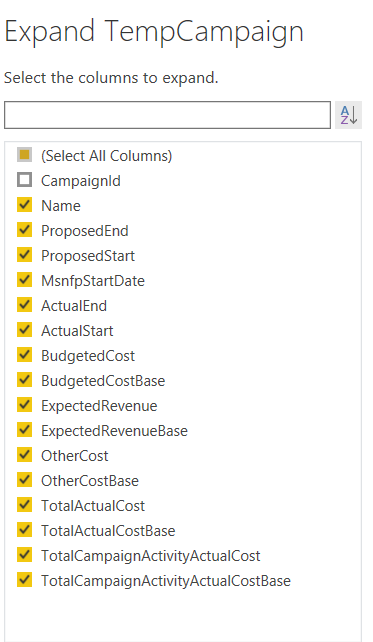 Expand TempCampaign
Select the columns to expand.
A
Z
(Select All Columns)
CampaignId
Name
ProposedEnd
ProposedStart
MsnfpStartDate
ActualEnd
ActualStart
BudgetedCost
BudgetedCostBase
ExpectedRevenue
ExpectedRevenueBase
OtherCost
OtherCostBase
TotalActualCost
TotalActualCostBase
TotalCampaignActivityActualCost
TotalCampaignActivityActualCostBase